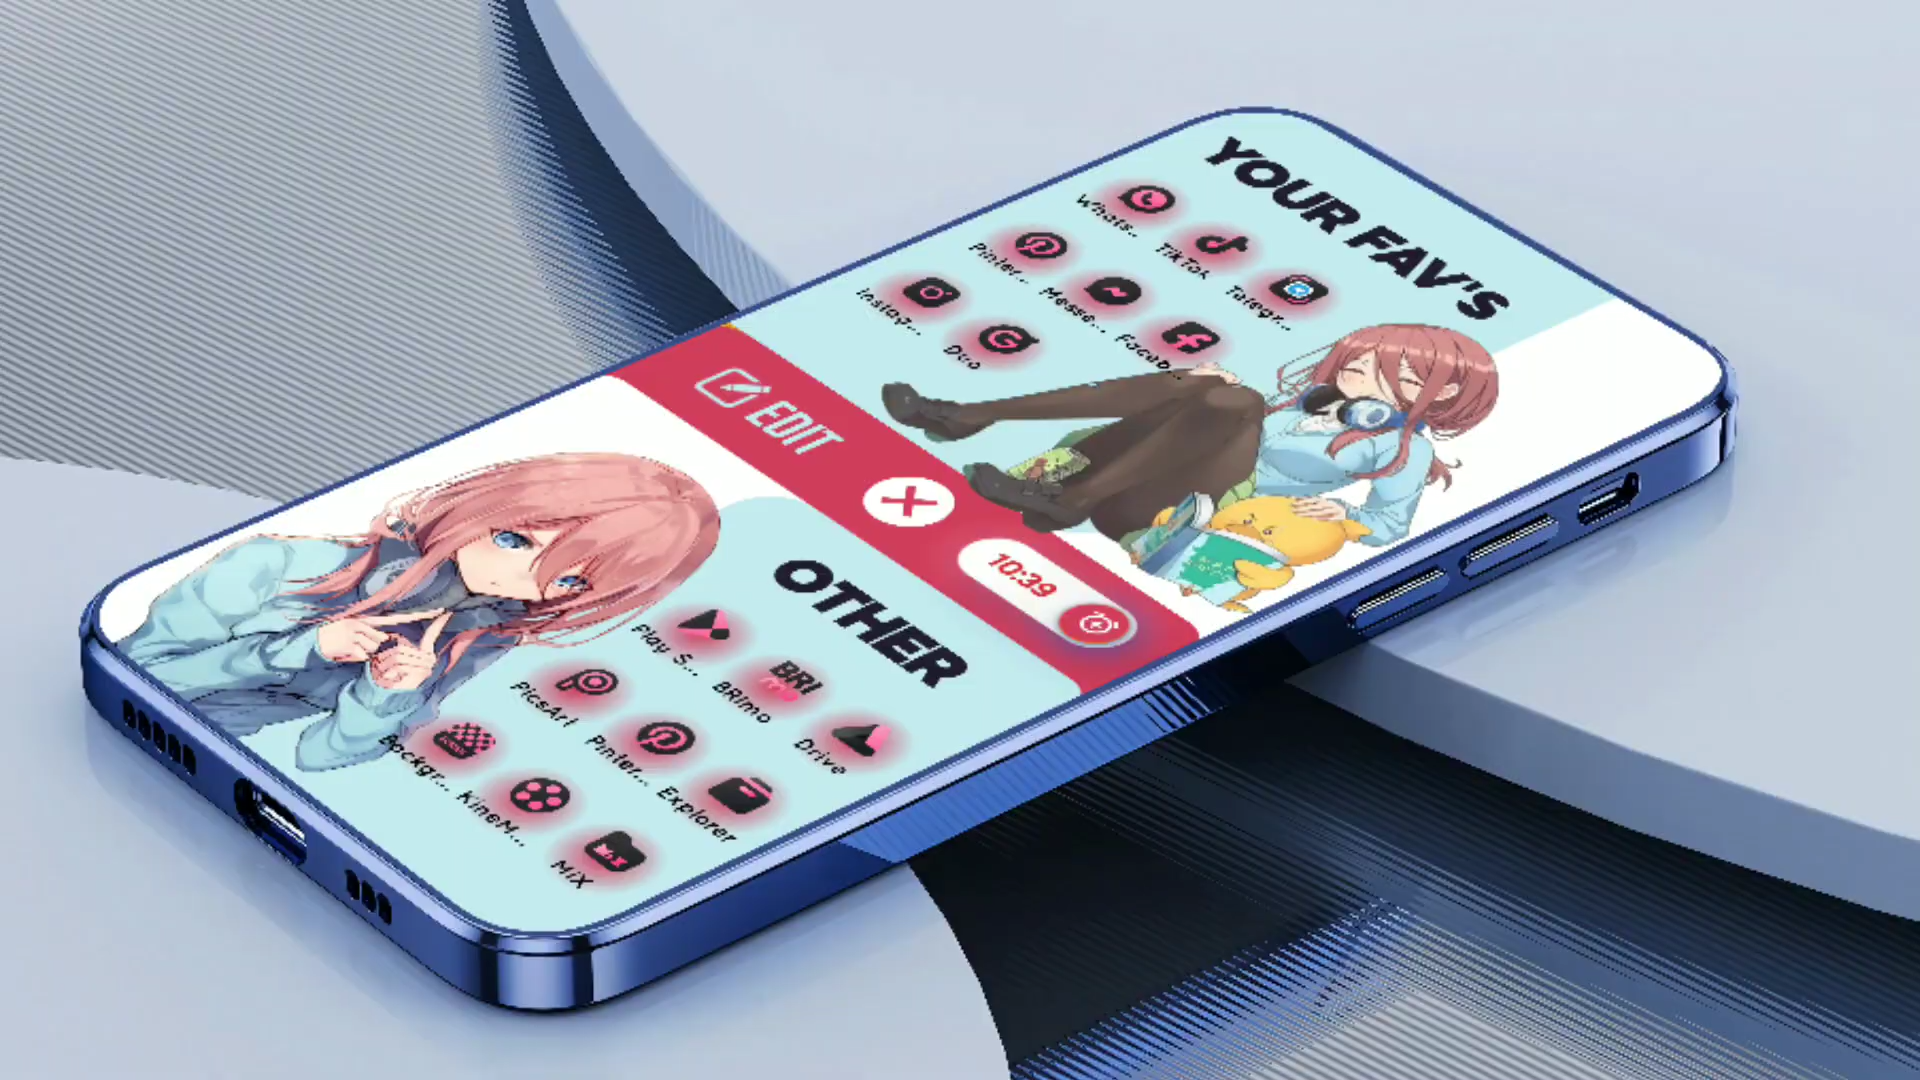 YOUR FAV'S
Whats..
TikTok
Telegr...
Pinter...
Messe...
Faceb...
Instag...
Duo
EDIT
10:39
OTHER
Play S...
BRI
BRImo
Drive
PicsArt
Pinter...
Explorer
Backgr...
KineM...
MiX